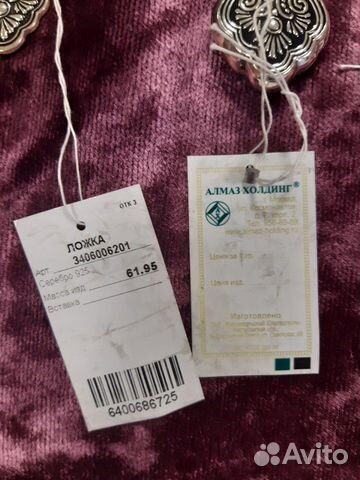 ОТК 3
ЛОЖКА
Арт. 3406006201
Серебро 925
Масса изд. 61.95
Вставка
6400686725
АЛМАЗ ХОЛДИНГ®
г. Москва,
www.almaz-holding.ru
Цена за 1 гр.
Цена изд.
Изготовлено
Avito